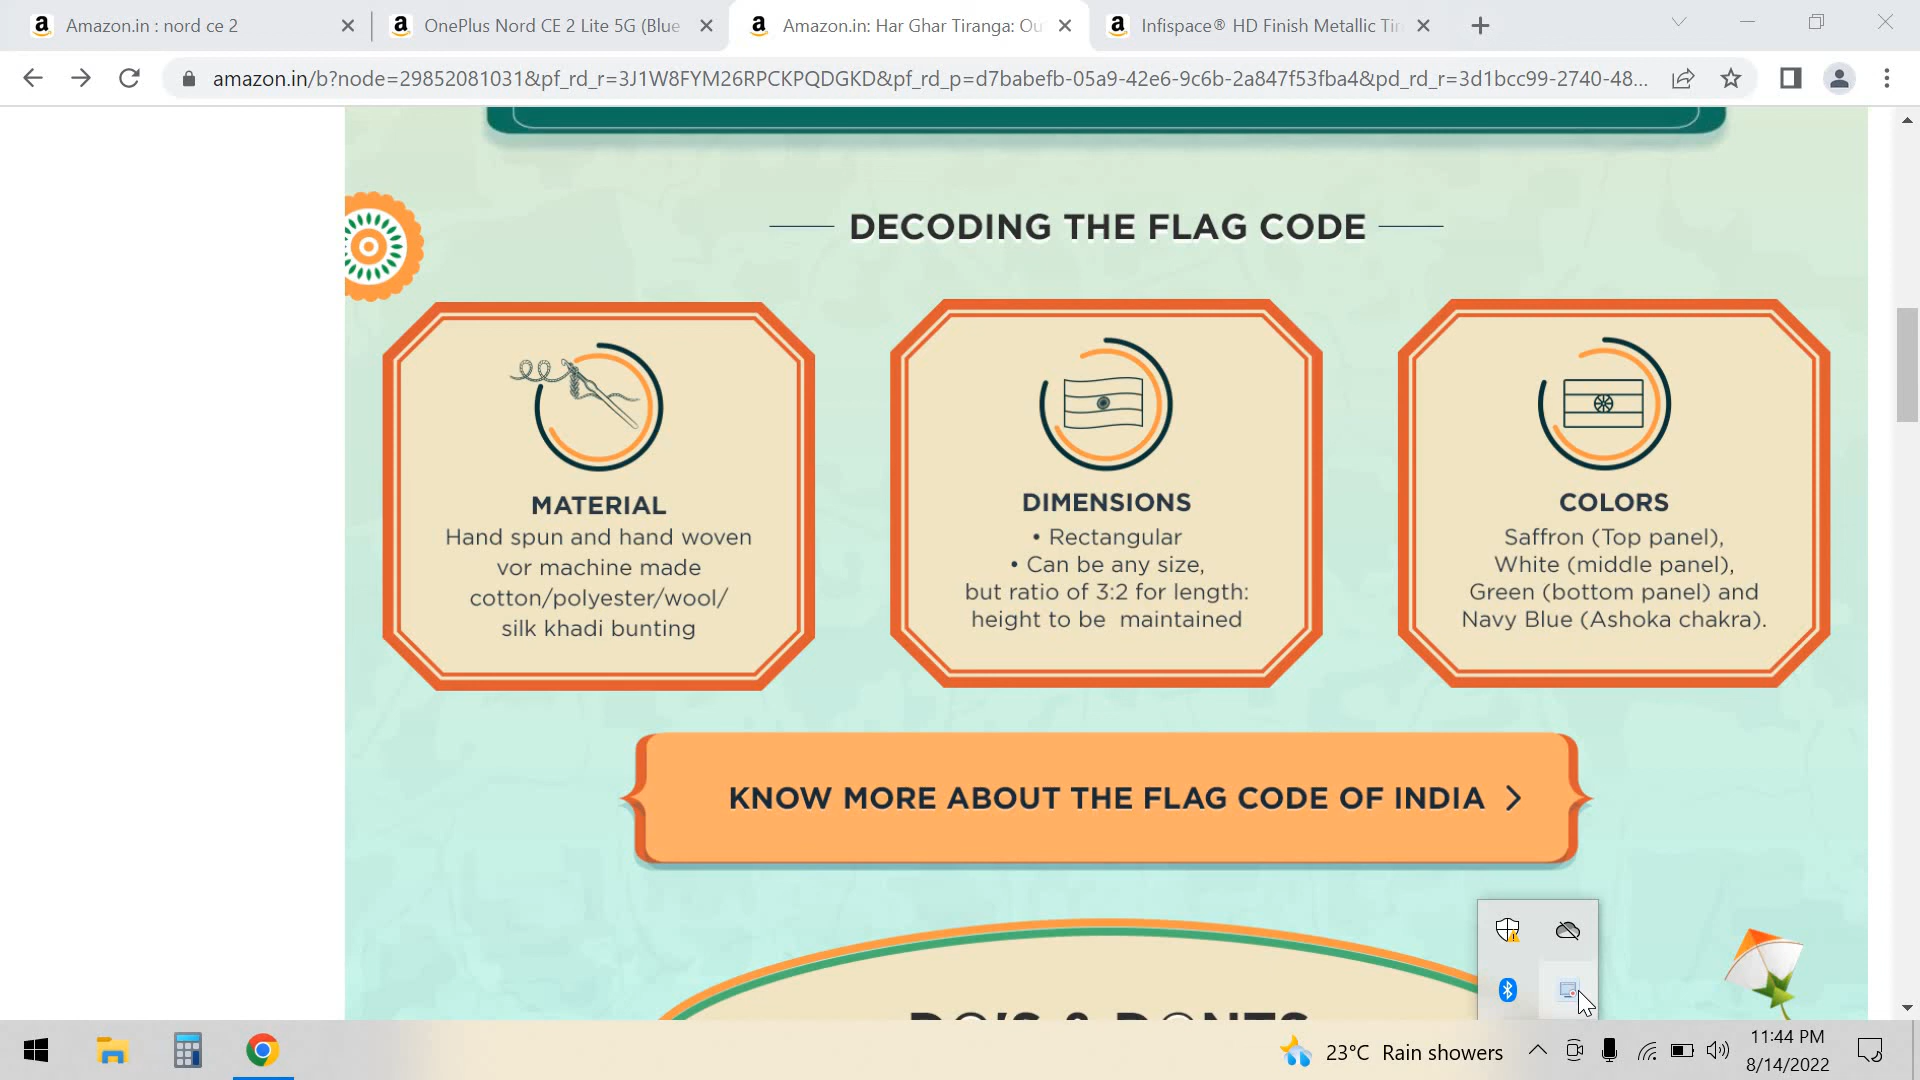 Amazon.in : nord ce 2
OnePlus Nord CE 2 Lite 5G (Blue
Amazon.in: Har Ghar Tiranga: Ou
Infispace® HD Finish Metallic Tir
amazon.in/b?node=29852081031&pf_rd_r=3J1W8FYM26RPCKPQDGKD&pf_rd_p=d7babefb-05a9-42e6-9c6b-2a847f53fba4&pd_rd_r=3d1bcc99-2740-48...
DECODING THE FLAG CODE
MATERIAL
Hand spun and hand woven
vor machine made
cotton/polyester/wool/
silk khadi bunting
DIMENSIONS
• Rectangular
• Can be any size,
but ratio of 3:2 for length:
height to be maintained
COLORS
Saffron (Top panel),
White (middle panel),
Green (bottom panel) and
Navy Blue (Ashoka chakra).
KNOW MORE ABOUT THE FLAG CODE OF INDIA
DO'S & DONTS
23°C Rain showers
11:44 PM
8/14/2022